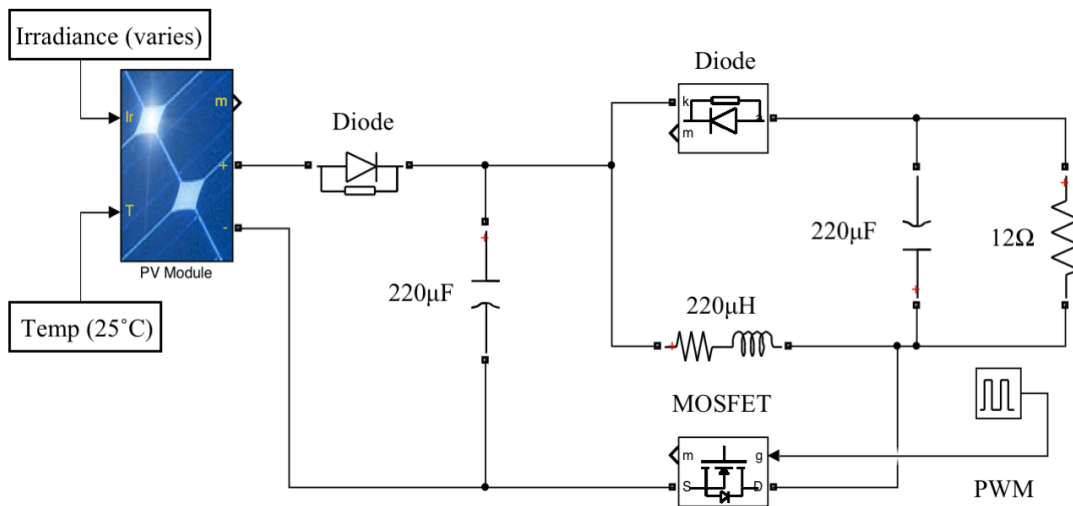 Irradiance (varies)
Ir
m
+
T
-
PV Module
Temp (25˚C)
Diode
220μF
Diode
k
m
a
220μF
12Ω
220μH
MOSFET
m
g
S
D
PWM